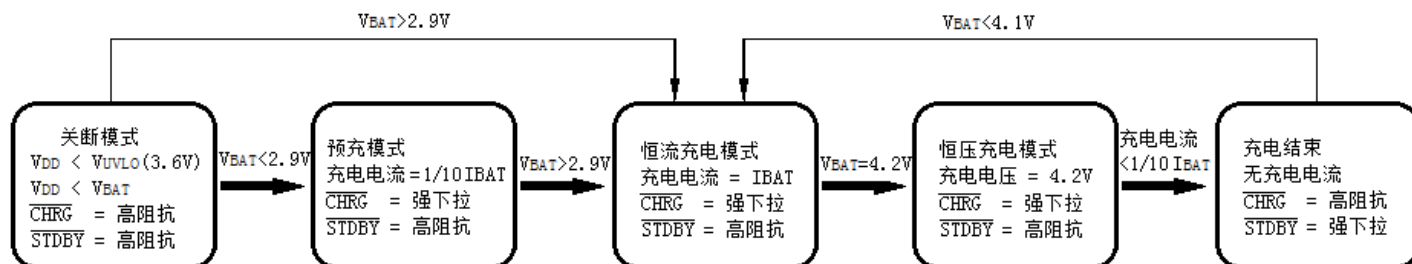 VBAT>2.9V
VBAT<4.1V
关断模式
VDD < VUVLO(3.6V)
VDD < VBAT
CHRG = 高阻抗
STDBY = 高阻抗
VBAT<2.9V
预充模式
充电电流=1/10IBAT
CHRG = 强下拉
STDBY = 高阻抗
VBAT>2.9V
恒流充电模式
充电电流 = IBAT
CHRG = 强下拉
STDBY = 高阻抗
VBAT=4.2V
恒压充电模式
充电电压 = 4.2V
CHRG = 强下拉
STDBY = 高阻抗
充电电流
<1/10IBAT
充电结束
无充电电流
CHRG = 高阻抗
STDBY = 强下拉